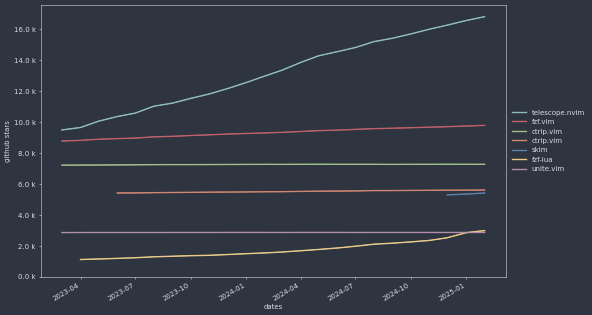 16.0 k
14.0 k
12.0 k
10.0 k
8.0 k
6.0 k
4.0 k
2.0 k
0.0 k
github stars
2023-04
2023-07
2023-10
2024-01
2024-04
2024-07
2024-10
2025-01
dates
telescope.nvim
fzf.vim
ctrlp.vim
ctrlp.vim
skim
fzf-lua
unite.vim